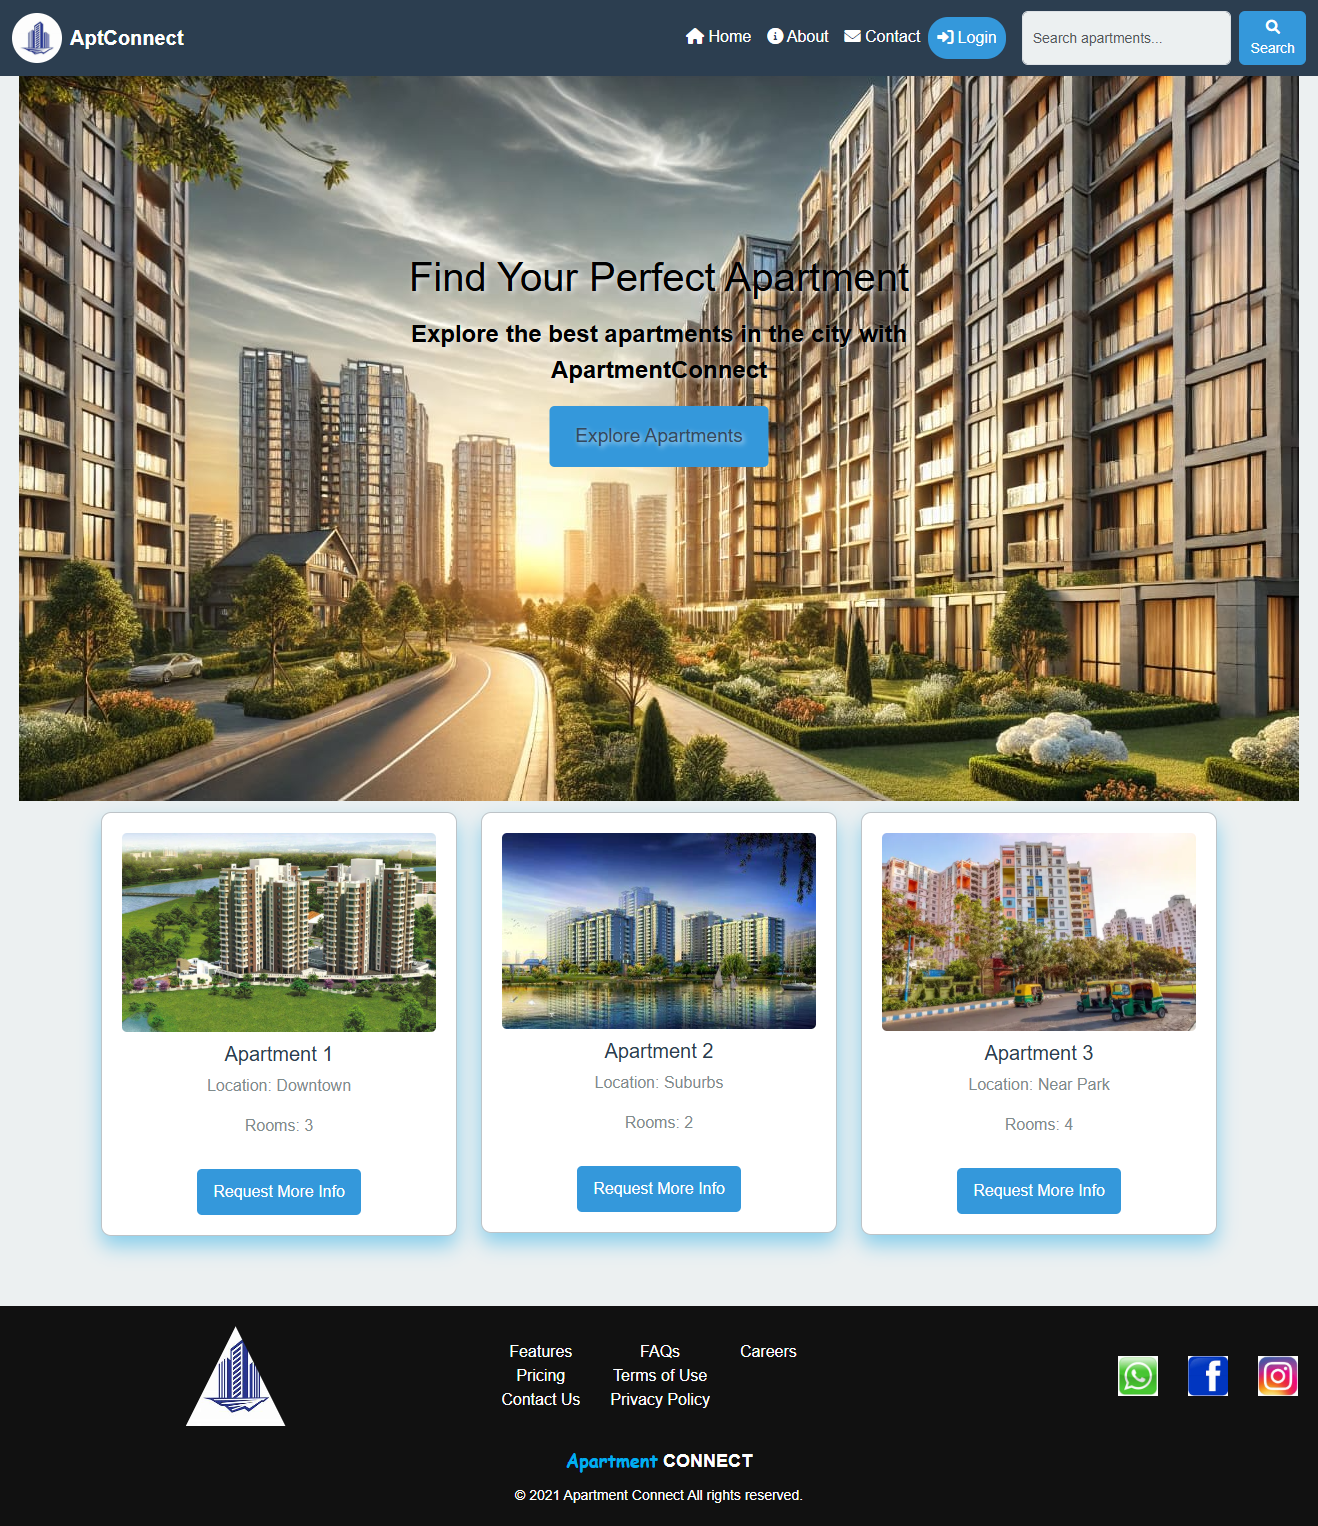 AptConnect
Home
About
Contact
Login
Search apartments...
Search
Find Your Perfect Apartment
Explore the best apartments in the city with
ApartmentConnect
Explore Apartments
Apartment 1
Location: Downtown
Rooms: 3
Request More Info
Apartment 2
Location: Suburbs
Rooms: 2
Request More Info
Apartment 3
Location: Near Park
Rooms: 4
Request More Info
Features
Pricing
Contact Us
FAQs
Terms of Use
Privacy Policy
Careers
Apartment CONNECT
© 2021 Apartment Connect All rights reserved.